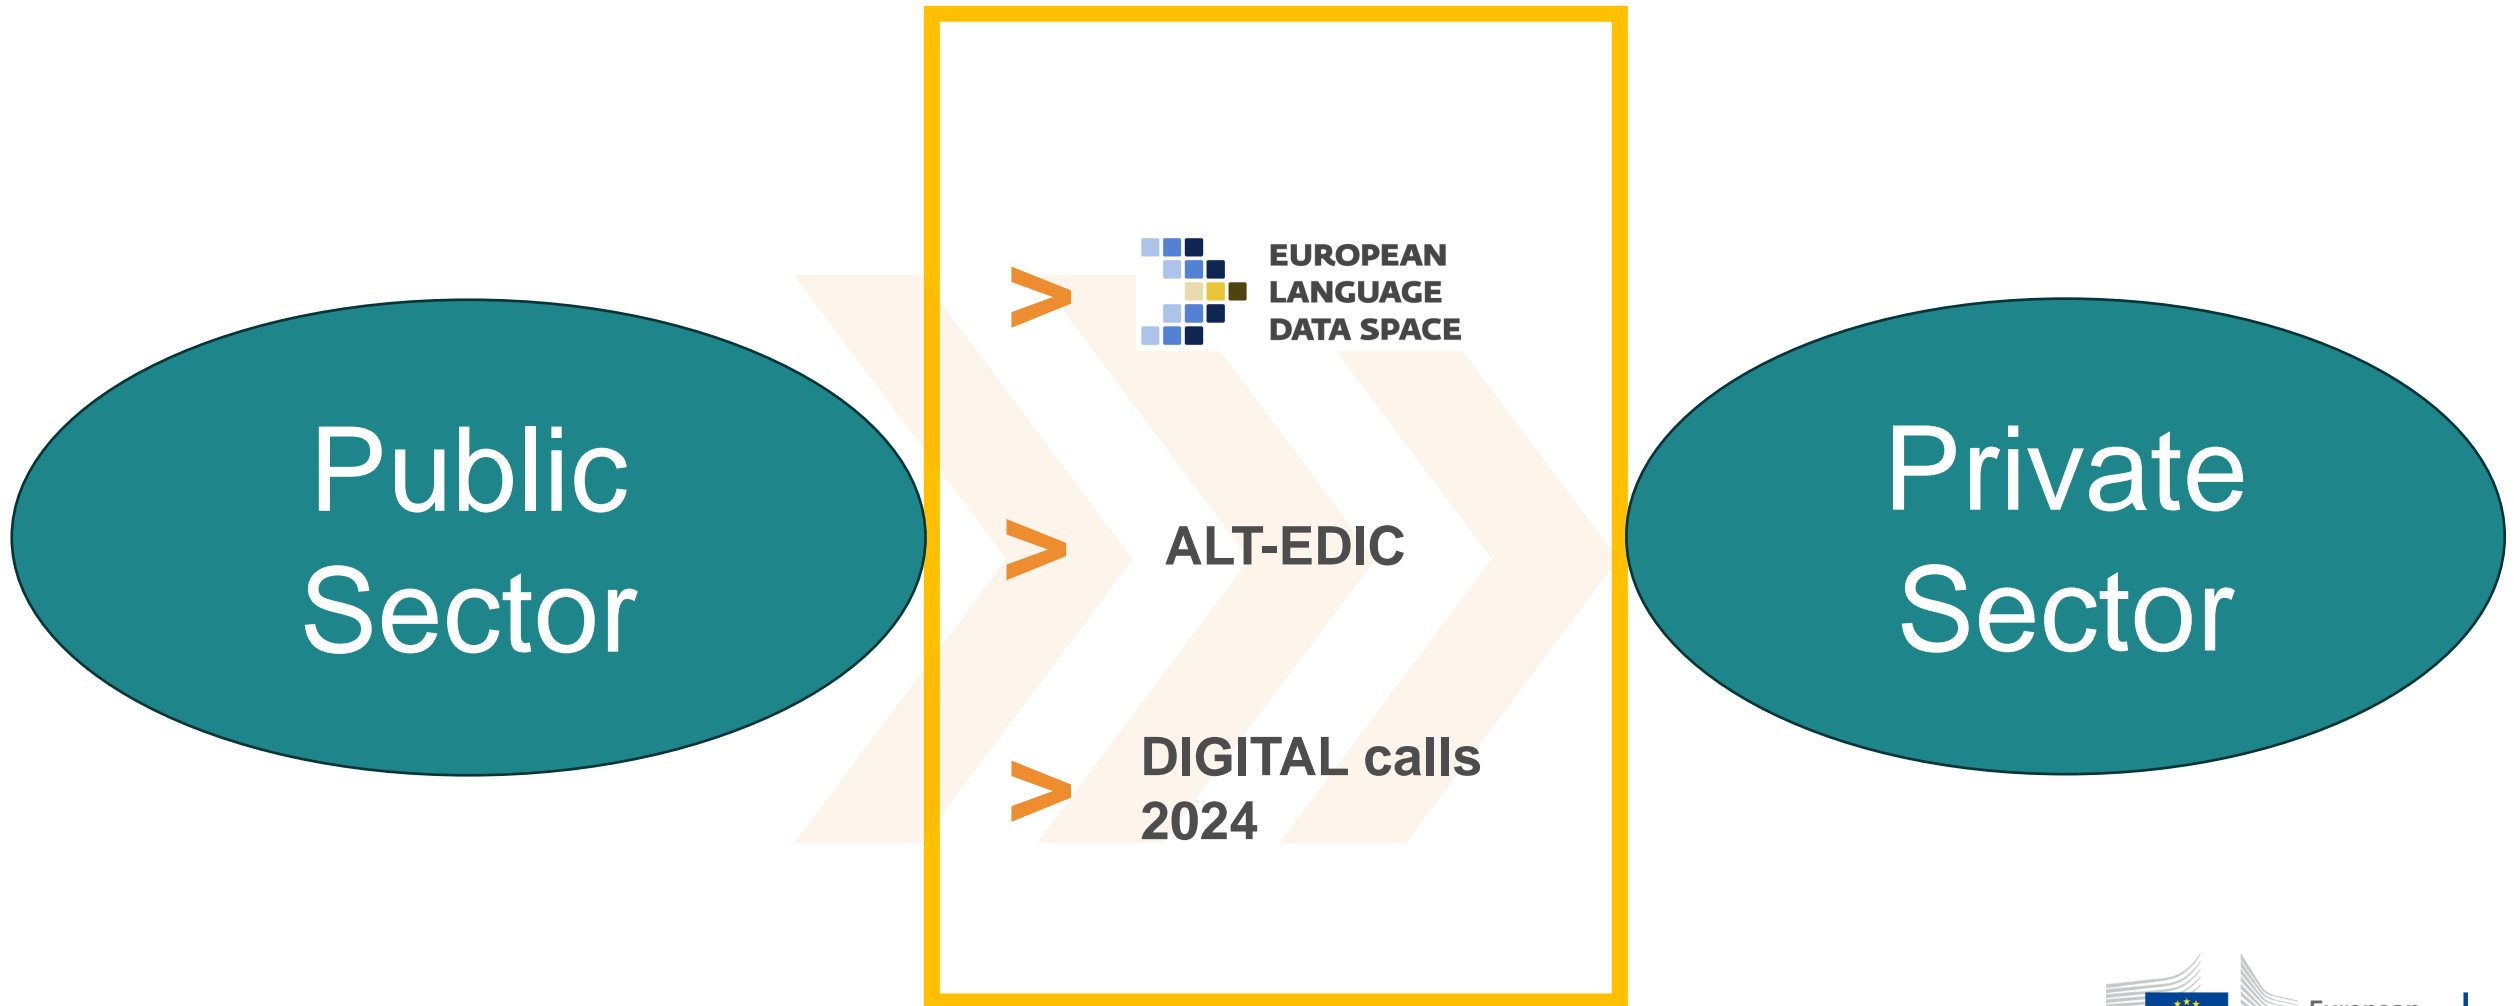 Public
Sector
>
EUROPEAN
LANGUAGE
DATA SPACE
>
ALT-EDIC
>
DIGITAL calls
2024
Private
Sector